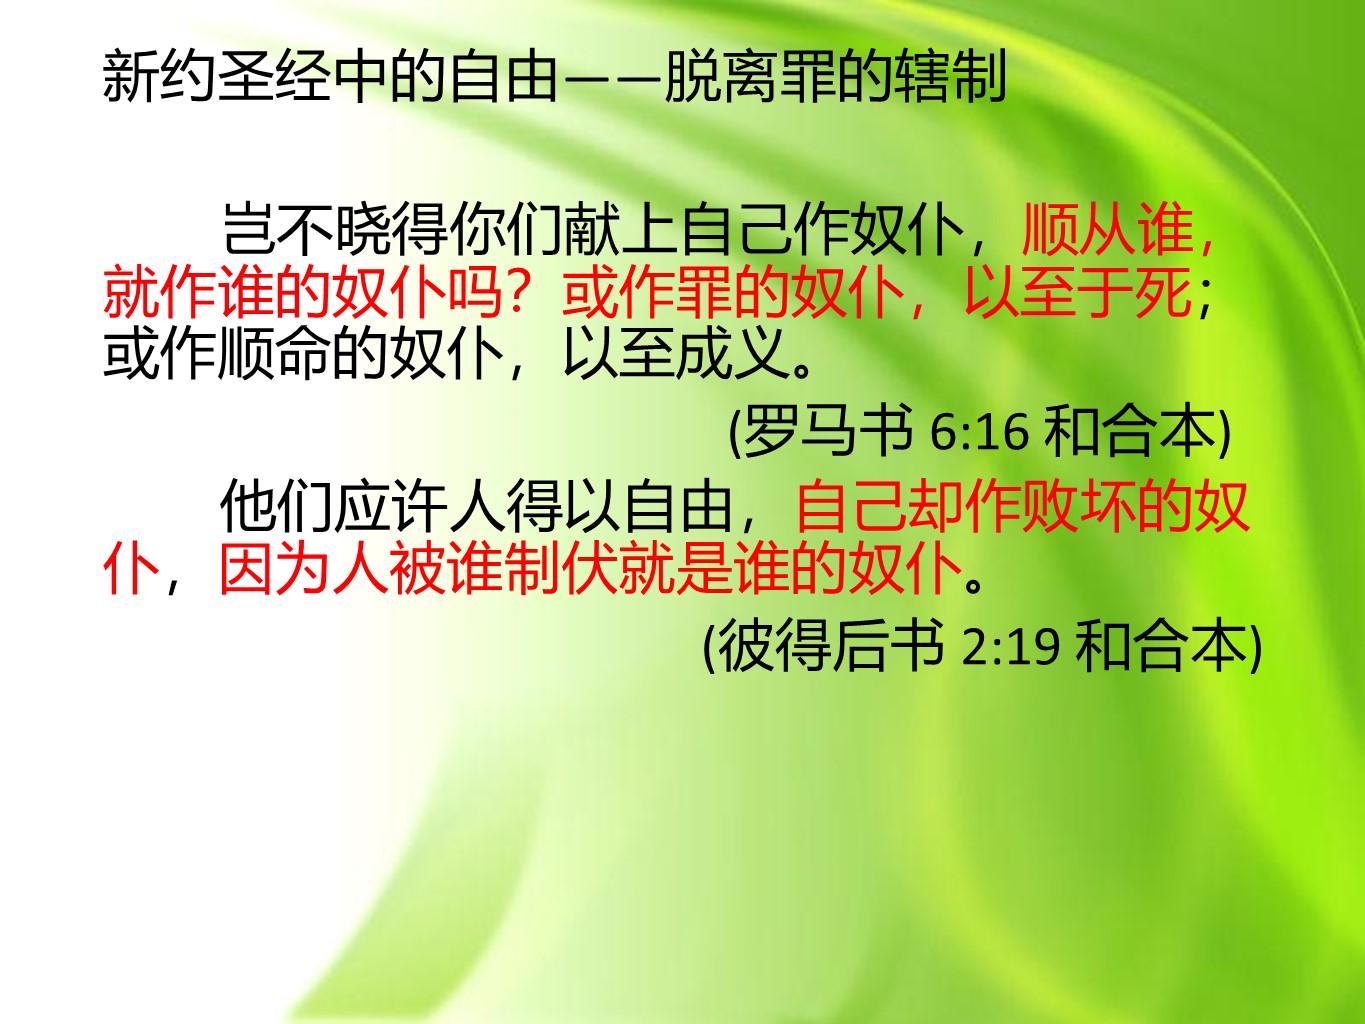 新约圣经中的自由——脱离罪的辖制
岂不晓得你们献上自己作奴仆，顺从谁，
就作谁的奴仆吗？或作罪的奴仆，以至于死；
或作顺命的奴仆，以至成义。
(罗马书 6:16 和合本)
他们应许人得以自由，自己却作败坏的奴
仆，因为人被谁制伏就是谁的奴仆。
(彼得后书 2:19 和合本)